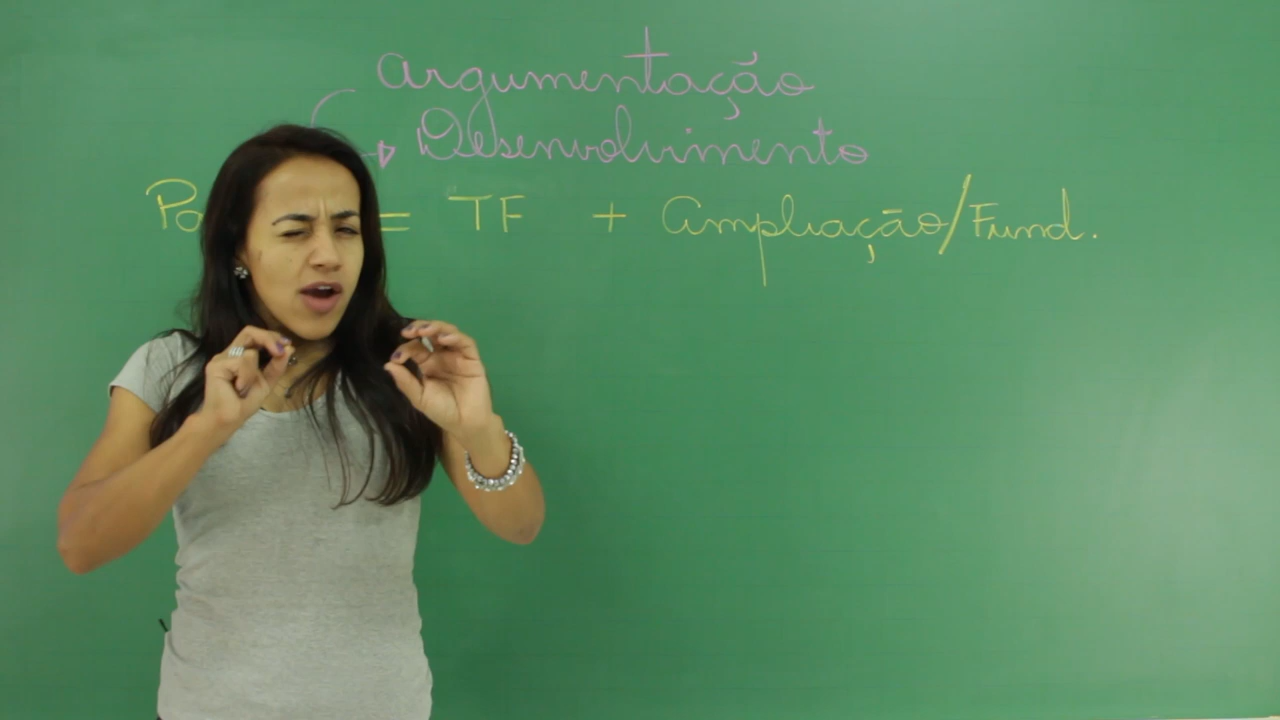 Argumentação
Desenvolvimento
= TF + Ampliação/Fund.